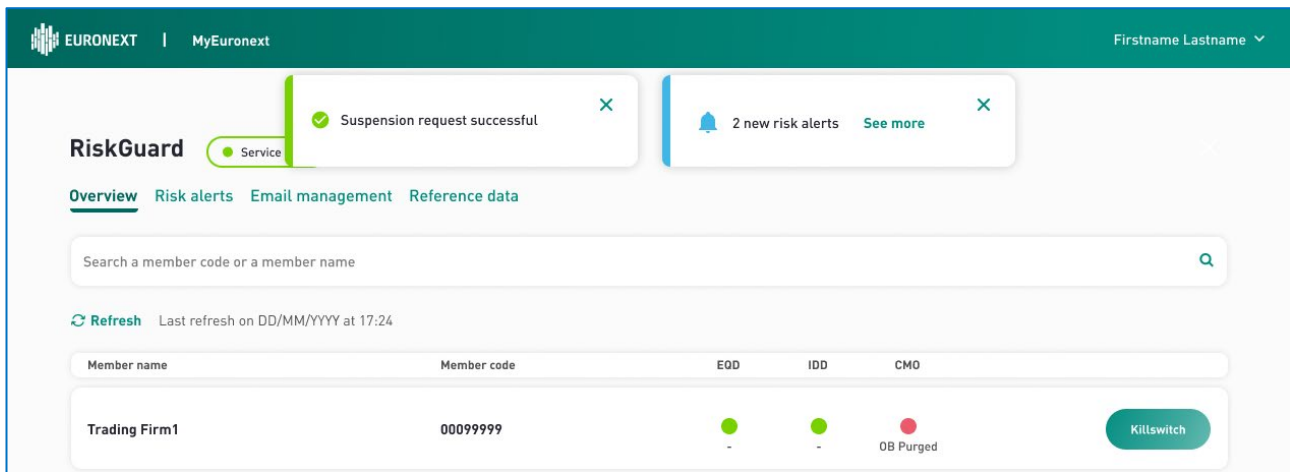 EURONEXT | MyEuronext
Firstname Lastname
Suspension request successful
2 new risk alerts See more
RiskGuard
Service
Overview Risk alerts Email management Reference data
Search a member code or a member name
Refresh Last refresh on DD/MM/YYYY at 17:24
Member name Member code EQD IDD CMO
Trading Firm1 00099999 - - OB Purged Killswitch